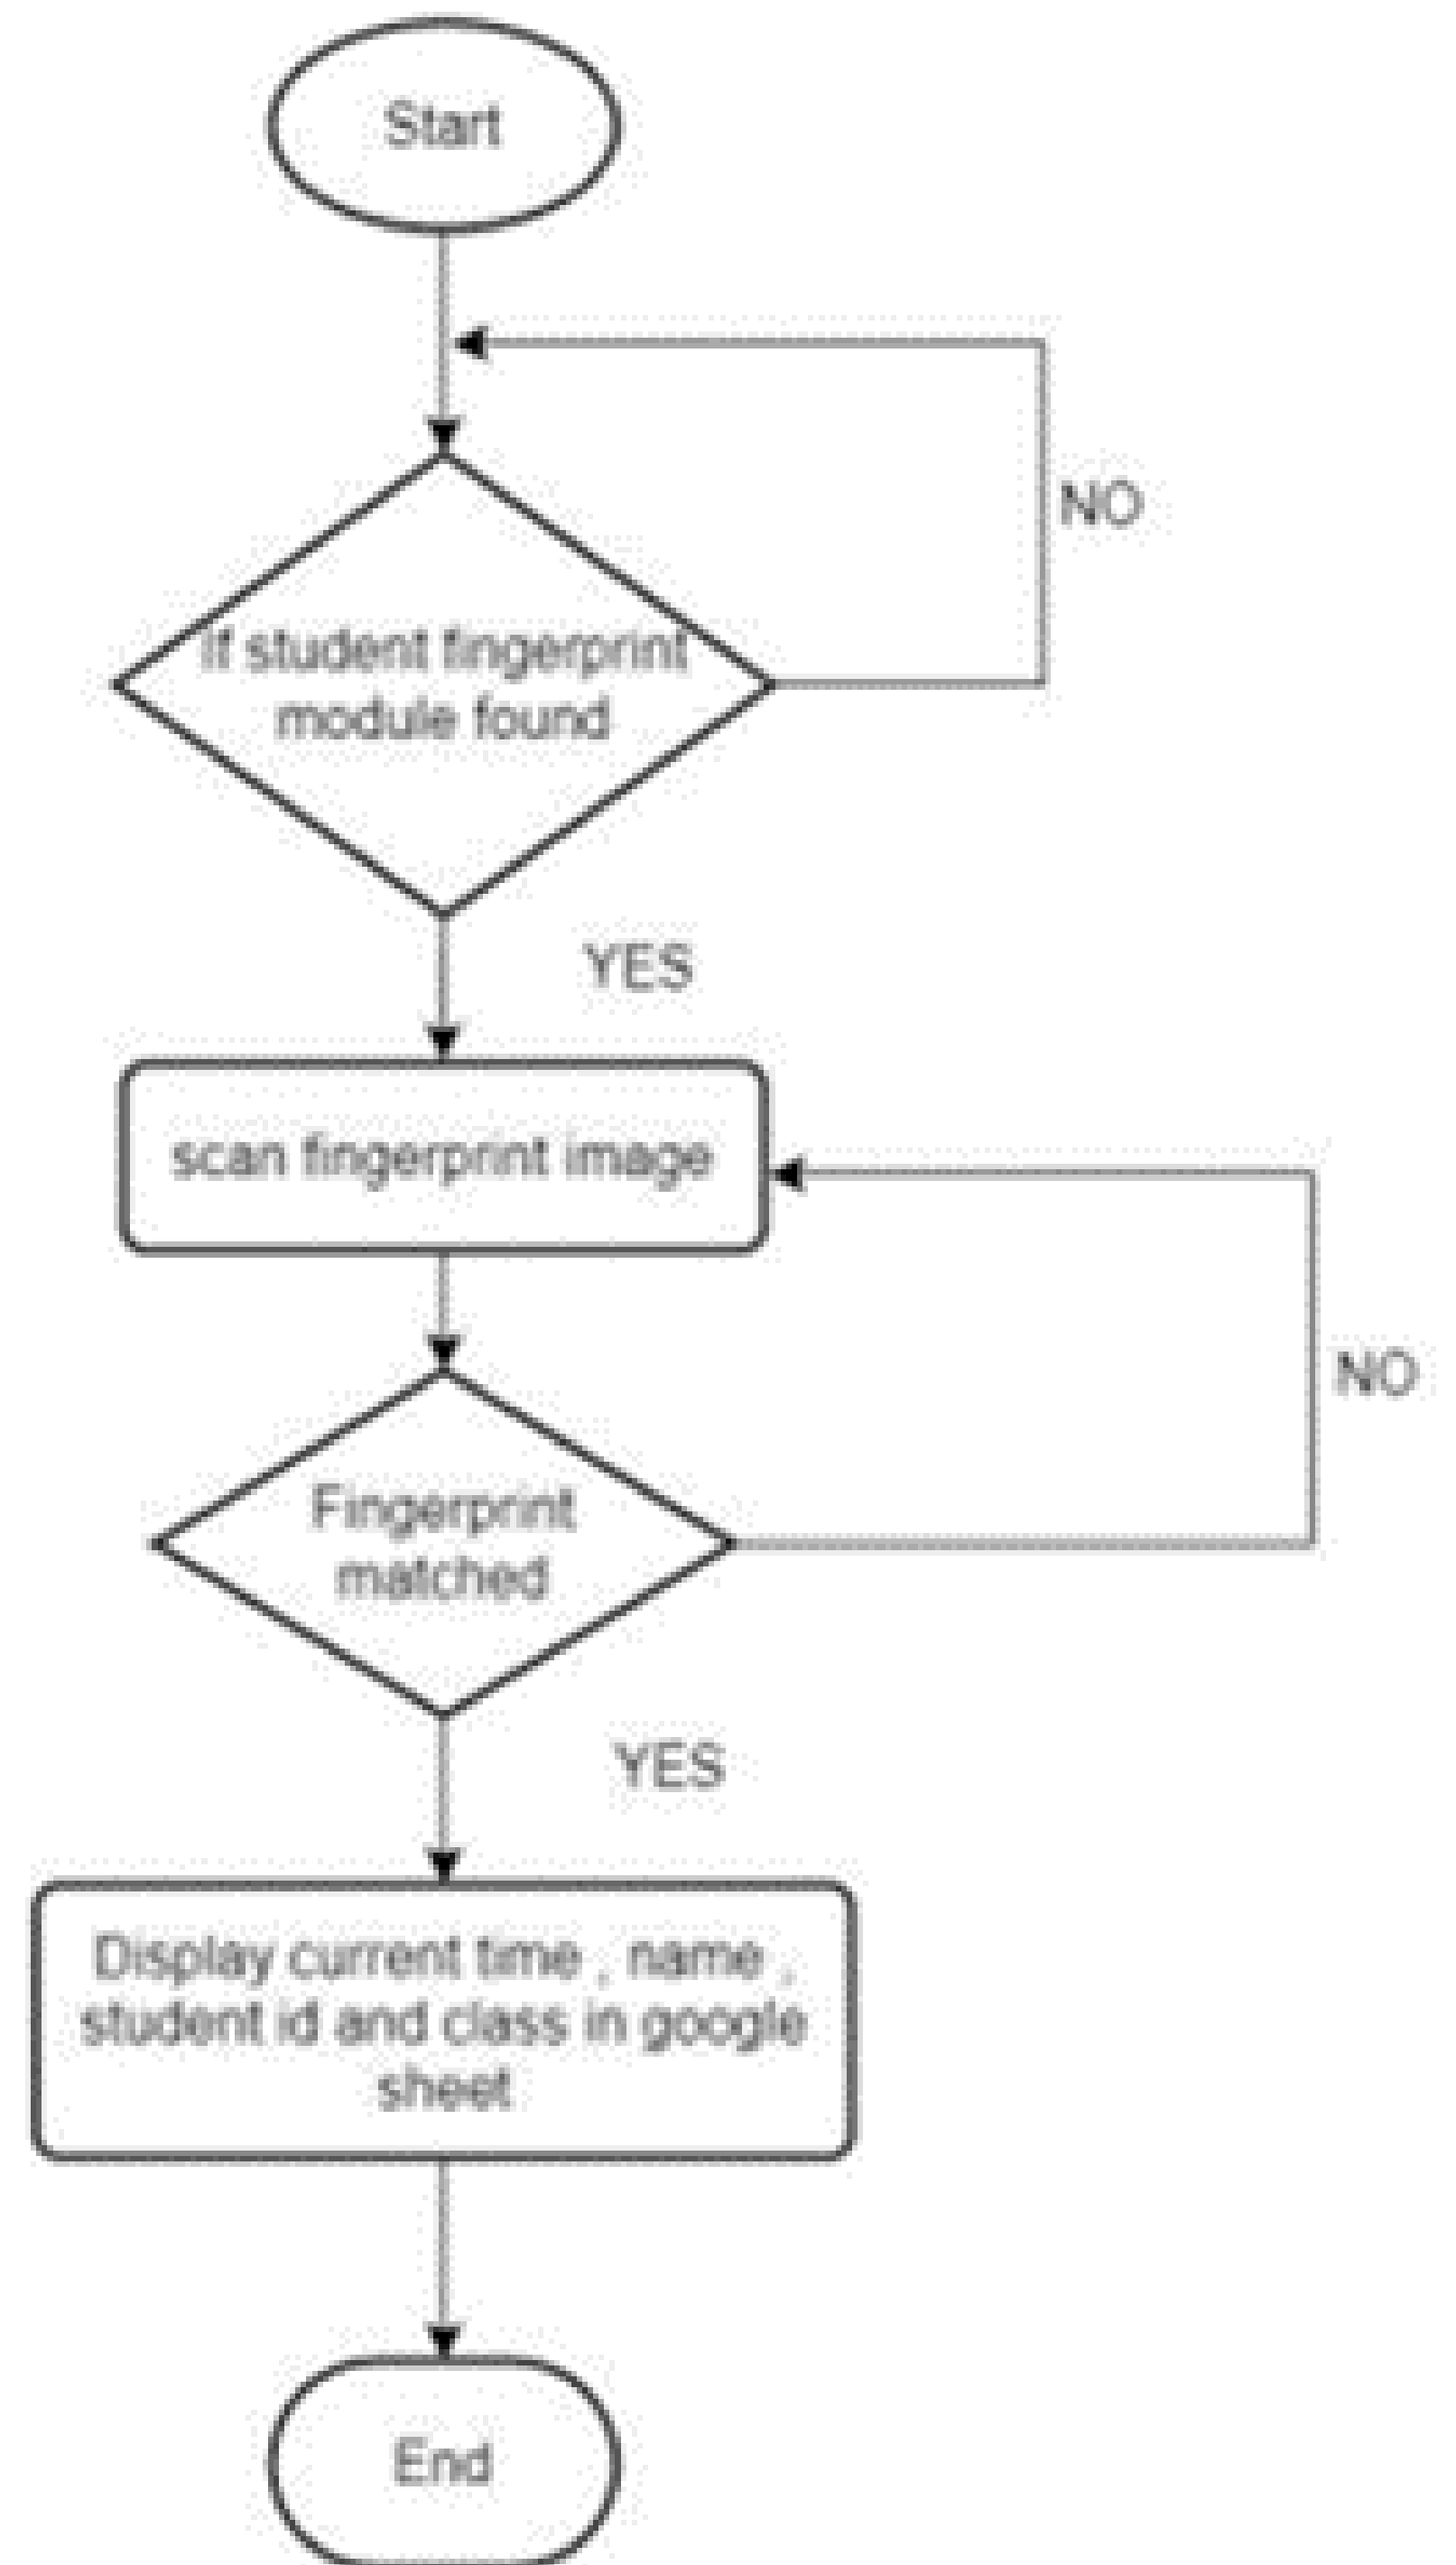 Start
NO
If student fingerprint
module found
YES
scan fingerprint image
NO
Fingerprint
matched
YES
Display current time , name ,
student id and class in google
sheet
End